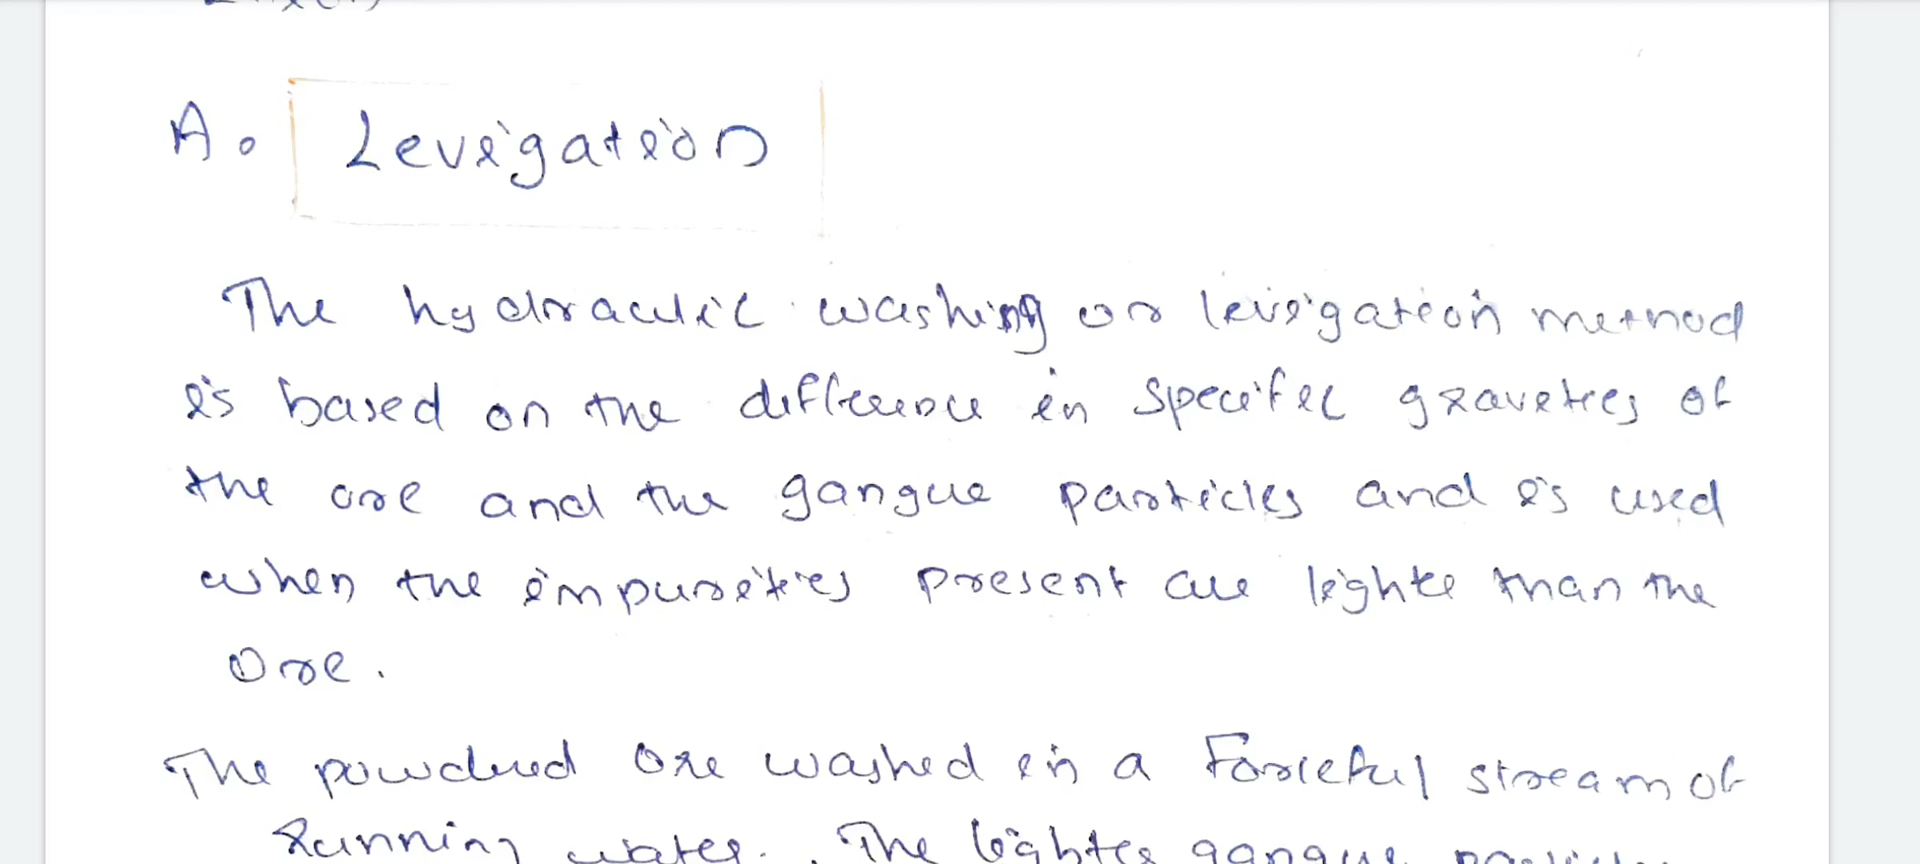 A. Levigation
The hydraulic washing or levigation method
is based on the difference in Specific gravities of
the ore and the gangue particles and is used
when the impurities present are lighte than the
Ore.
The powdered Ore washed in a Forceful stream of
Running water. The lighter gangue